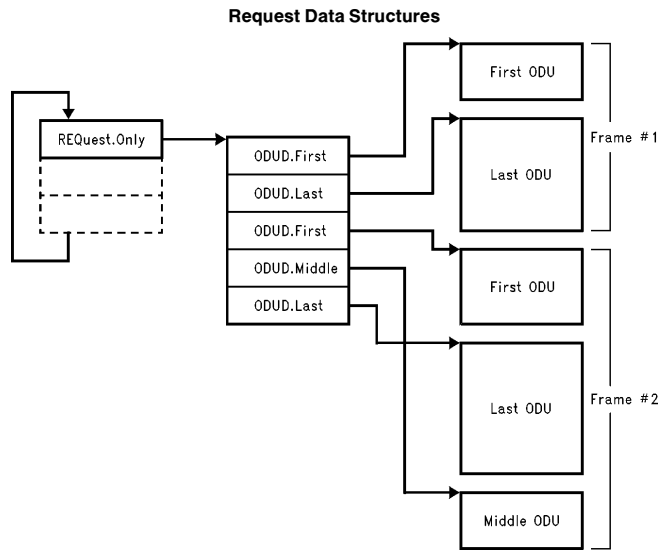 Request Data Structures
REQuest.Only
ODUD.First
ODUD.Last
ODUD.First
ODUD.Middle
ODUD.Last
First ODU
Last ODU
Frame #1
First ODU
Last ODU
Middle ODU
Frame #2